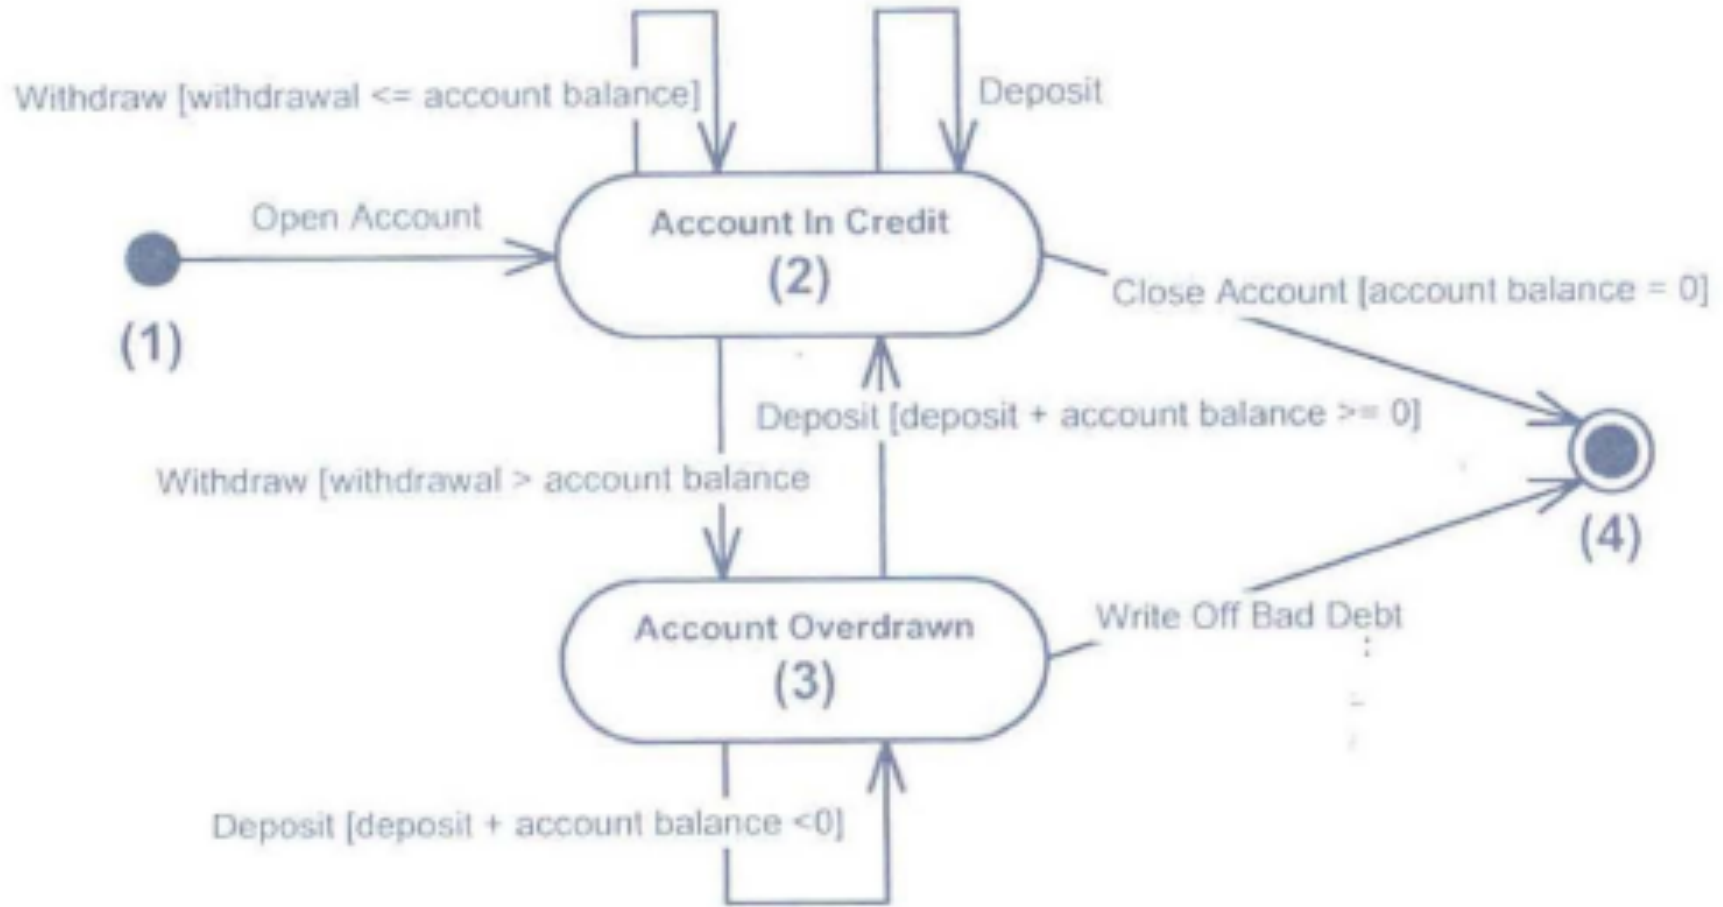 Withdraw [withdrawal <= account balance]
Deposit
Open Account
Account In Credit
(2)
(1)
Close Account [account balance = 0]
Deposit [deposit + account balance >= 0]
Withdraw [withdrawal > account balance
(4)
Account Overdrawn
(3)
Write Off Bad Debt
Deposit [deposit + account balance <0]